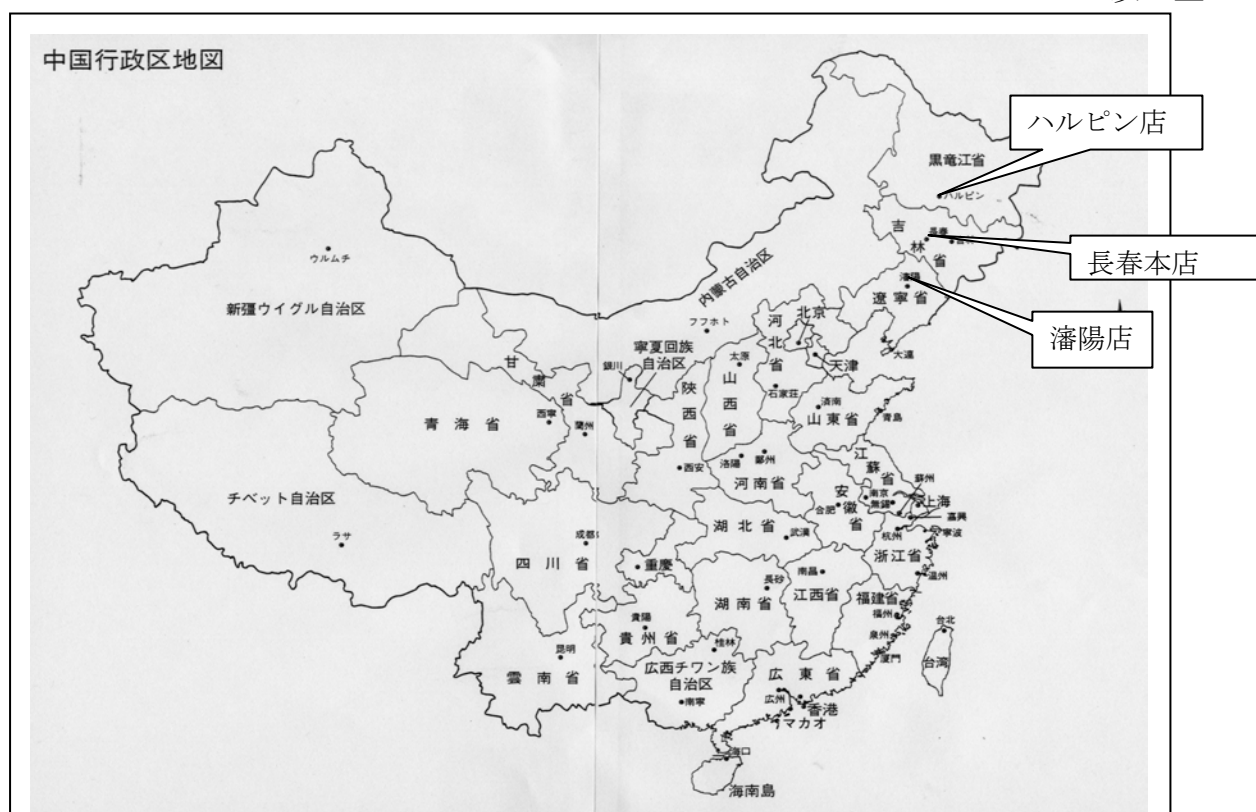 中国行政区地図
ハルピン店
黒竜江省
ハルピン
吉林省
長春
吉林
長春本店
瀋陽
遼寧省
瀋陽店
大連
内蒙古自治区
フフホト
ウルムチ
新疆ウイグル自治区
北京
河北省
天津
石家荘
寧夏回族
自治区
銀川
太原
山西省
陝西省
甘粛省
西寧
蘭州
青海省
済南
山東省
青島
西安
洛陽
鄭州
河南省
江蘇省
蘇州
南京
無錫
上海
嘉興
安徽省
合肥
チベット自治区
ラサ
湖北省
武漢
杭州
寧波
浙江省
温州
成都
四川省
重慶
長砂
湖南省
南昌
江西省
福建省
福州
泉州
厦門
台北
台湾
貴陽
貴州省
桂林
昆明
雲南省
広西チワン族
自治区
南寧
広東省
広州
香港
マカオ
海口
海南島